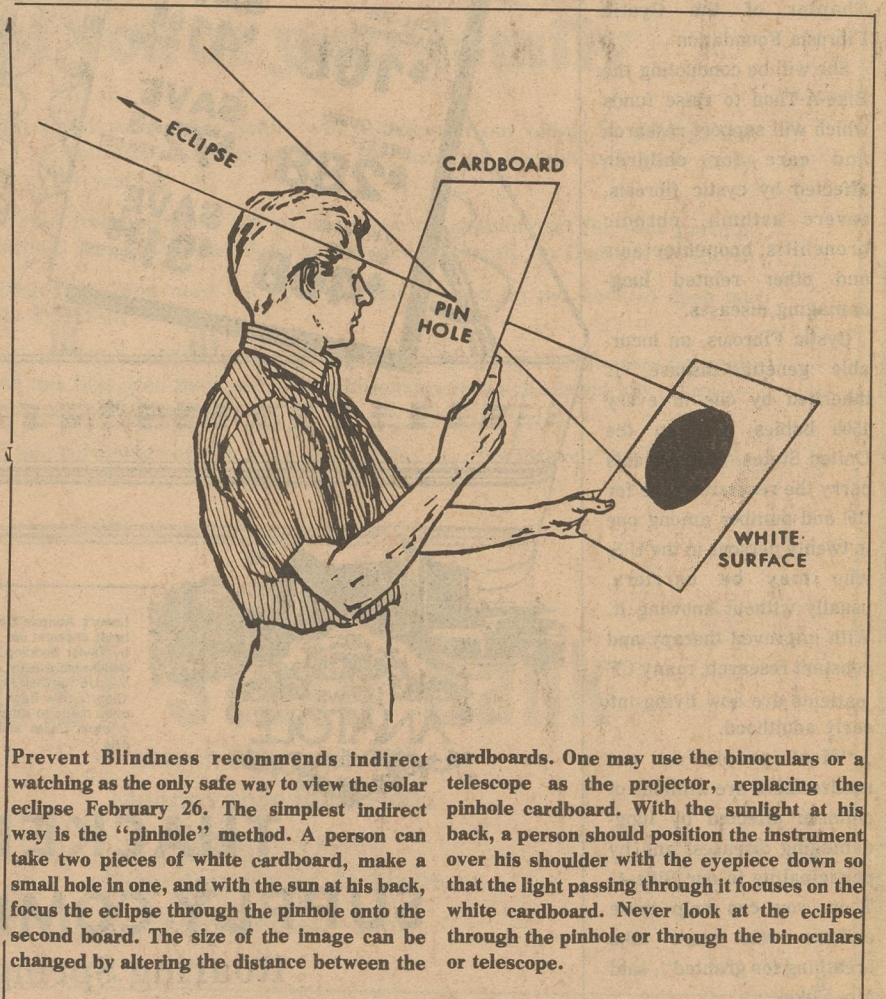 ECLIPSE
CARDBOARD
PIN
HOLE
WHITE
SURFACE
Prevent Blindness recommends indirect
watching as the only safe way to view the solar
eclipse February 26. The simplest indirect
way is the “pinhole” method. A person can
take two pieces of white cardboard, make a
small hole in one, and with the sun at his back,
focus the eclipse through the pinhole onto the
second board. The size of the image can be
changed by altering the distance between the
cardboards. One may use the binoculars or a
telescope as the projector, replacing the
pinhole cardboard. With the sunlight at his
back, a person should position the instrument
over his shoulder with the eyepiece down so
that the light passing through it focuses on the
white cardboard. Never look at the eclipse
through the pinhole or through the binoculars
or telescope.